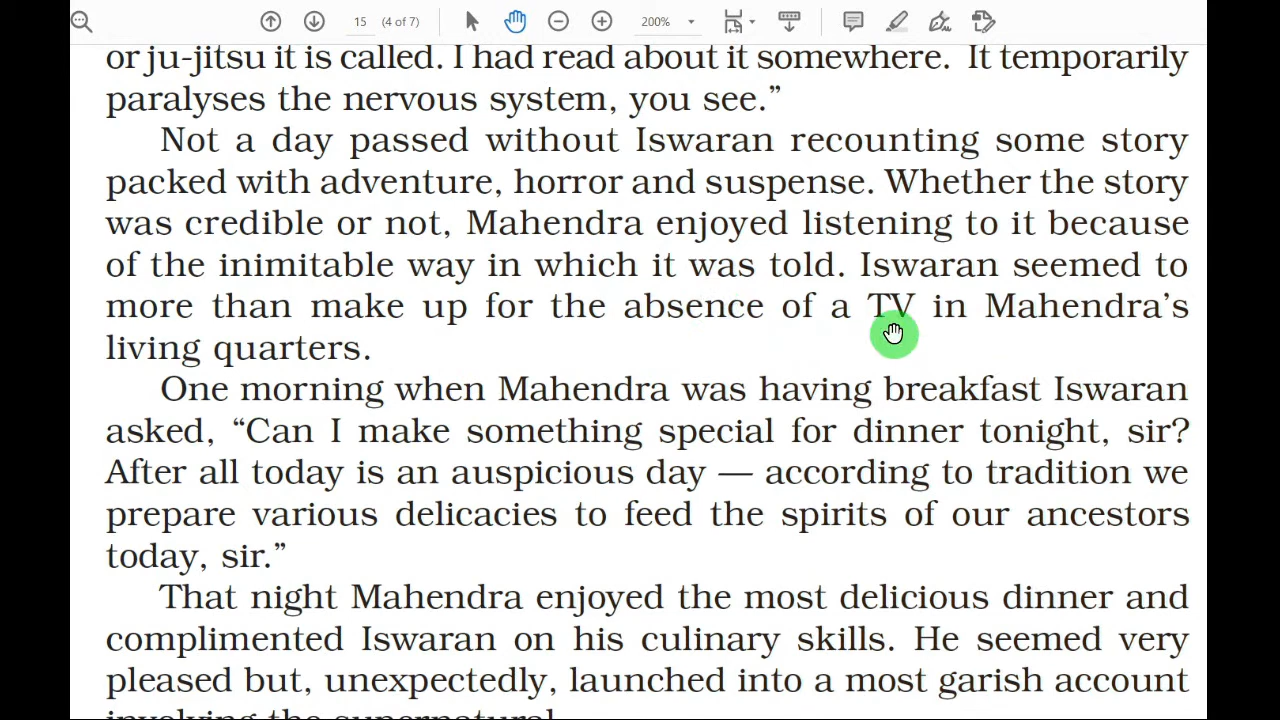 15 (4 of 7) 200%
or ju-jitsu it is called. I had read about it somewhere. It temporarily
paralyses the nervous system, you see.”
Not a day passed without Iswaran recounting some story
packed with adventure, horror and suspense. Whether the story
was credible or not, Mahendra enjoyed listening to it because
of the inimitable way in which it was told. Iswaran seemed to
more than make up for the absence of a TV in Mahendra’s
living quarters.
One morning when Mahendra was having breakfast Iswaran
asked, “Can I make something special for dinner tonight, sir?
After all today is an auspicious day — according to tradition we
prepare various delicacies to feed the spirits of our ancestors
today, sir.”
That night Mahendra enjoyed the most delicious dinner and
complimented Iswaran on his culinary skills. He seemed very
pleased but, unexpectedly, launched into a most garish account
involving the supernatural.